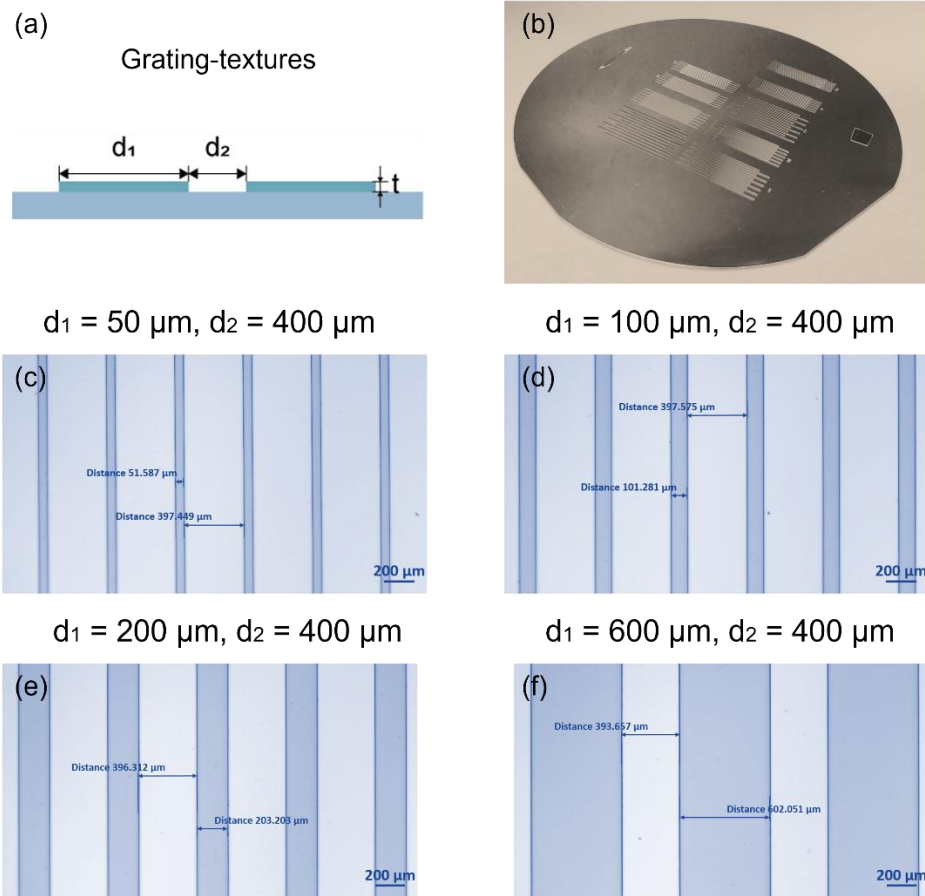 (a)
Grating-textures
d₁
d₂
t
(b)
d₁ = 50 µm, d₂ = 400 µm
d₁ = 100 µm, d₂ = 400 µm
(c)
Distance 51.587 µm
Distance 397.449 µm
200 µm
(d)
Distance 397.575 µm
Distance 101.281 µm
200 µm
d₁ = 200 µm, d₂ = 400 µm
d₁ = 600 µm, d₂ = 400 µm
(e)
Distance 396.312 µm
Distance 203.203 µm
200 µm
(f)
Distance 393.657 µm
Distance 602.051 µm
200 µm